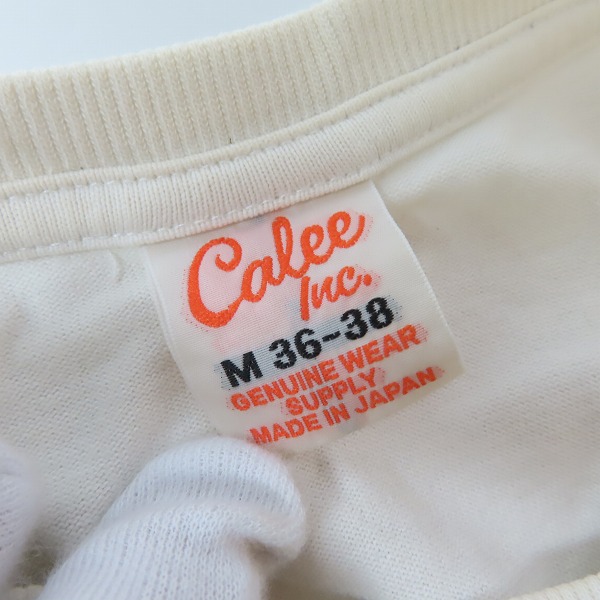 Calee
Inc.
M 36-38
GENUINE WEAR
SUPPLY
MADE IN JAPAN